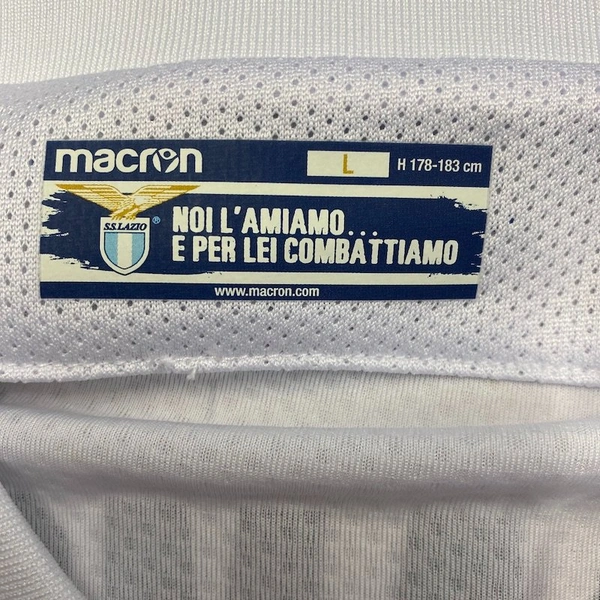 macron
L
H 178-183 cm
S.S.LAZIO
®
NOI L'AMIAMO...
E PER LEI COMBATTIAMO
www.macron.com